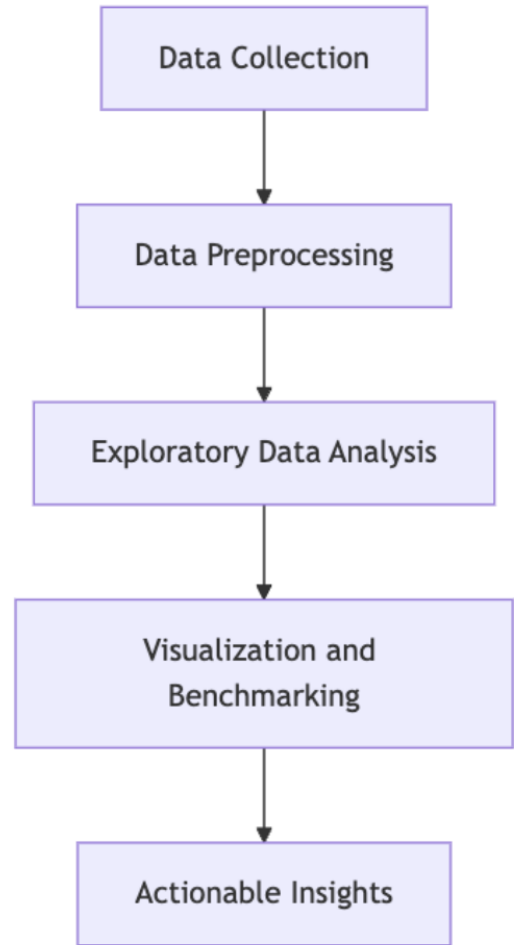 Data Collection
Data Preprocessing
Exploratory Data Analysis
Visualization and
Benchmarking
Actionable Insights